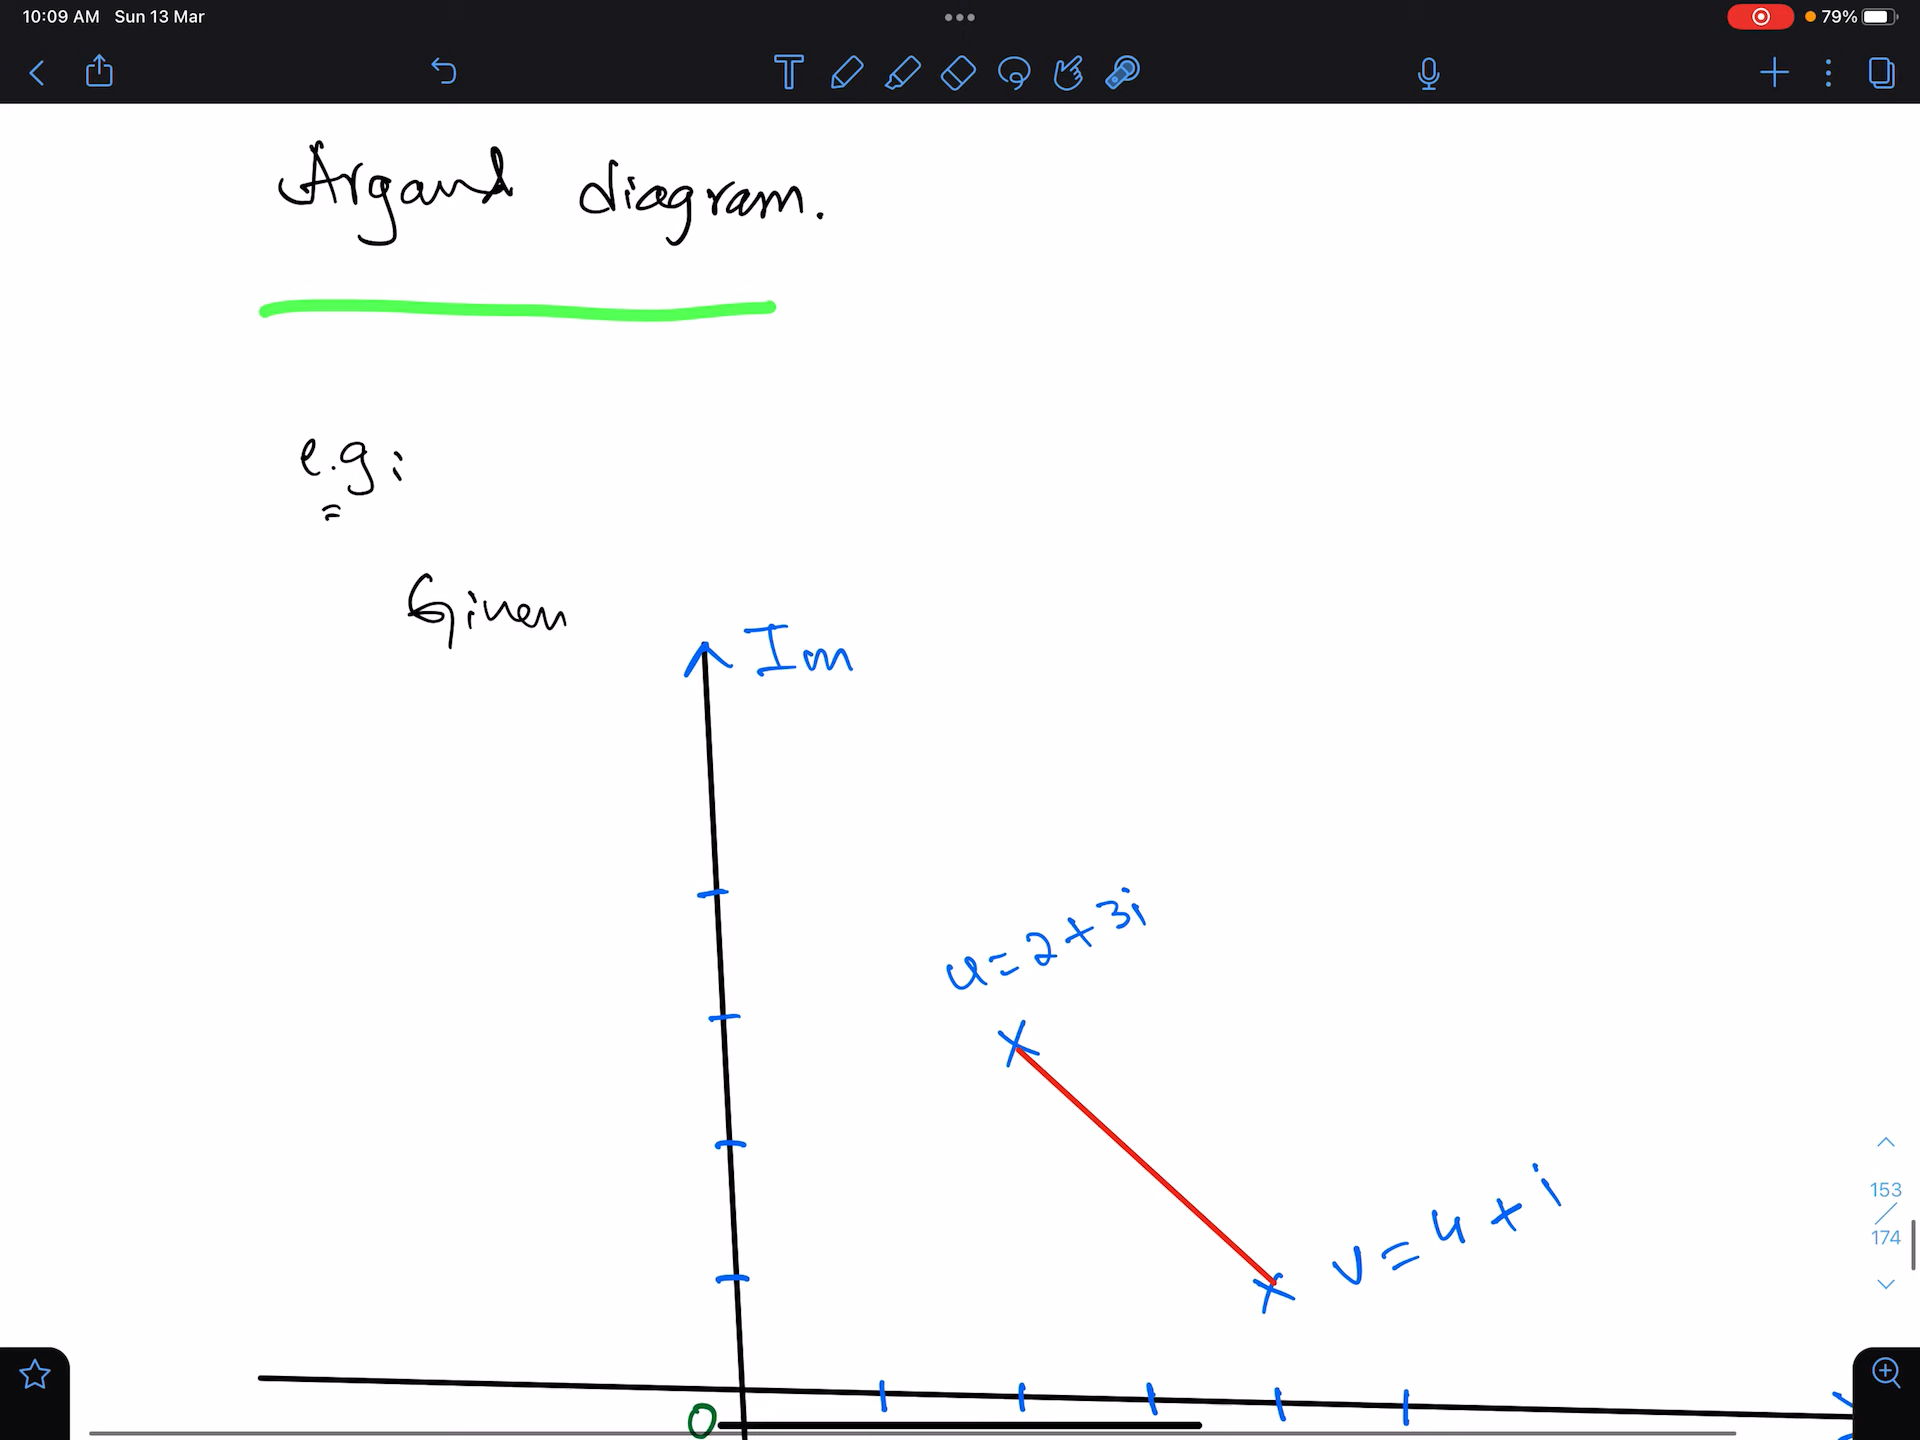 10:09 AM Sun 13 Mar
79%
Argand diagram.
e.g:
Given
Im
u=2+3i
v=4+i
153
174
O